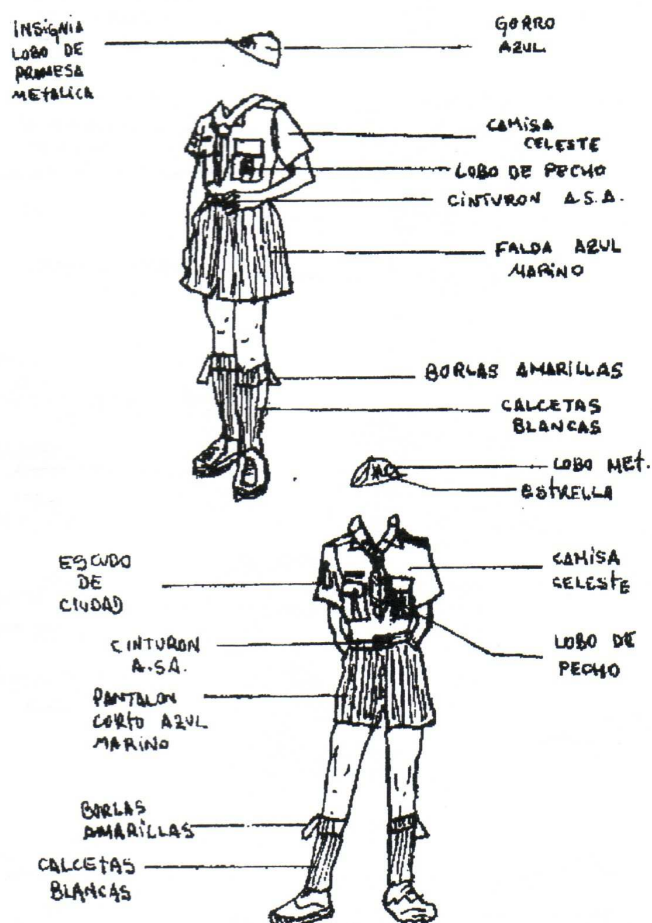 INSIGNIA
LOBO DE
PROMESA
METALICA
GORRO
AZUL
CAMISA
CELESTE
LOBO DE PECHO
CINTURON A.S.A.
FALDA AZUL
MARINO
BORLAS AMARILLAS
CALCETAS
BLANCAS
LOBO MET.
ESTRELLA
ESCUDO
DE
CIUDAD
CAMISA
CELESTE
CINTURON
A.SA.
LOBO DE
PECHO
PANTALON
CORTO AZUL
MARINO
BORLAS
AMARILLAS
CALCETAS
BLANCAS